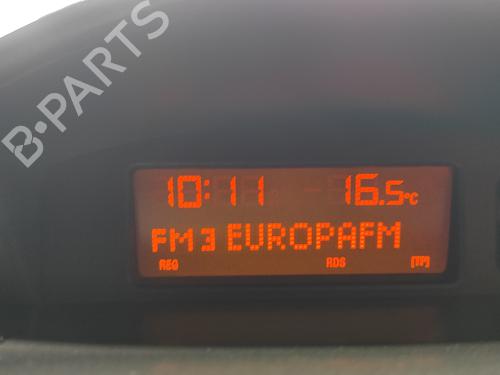 B-PARTS
10:11 16.5°C
FM3 EUROPAFM
REG RDS [TP]